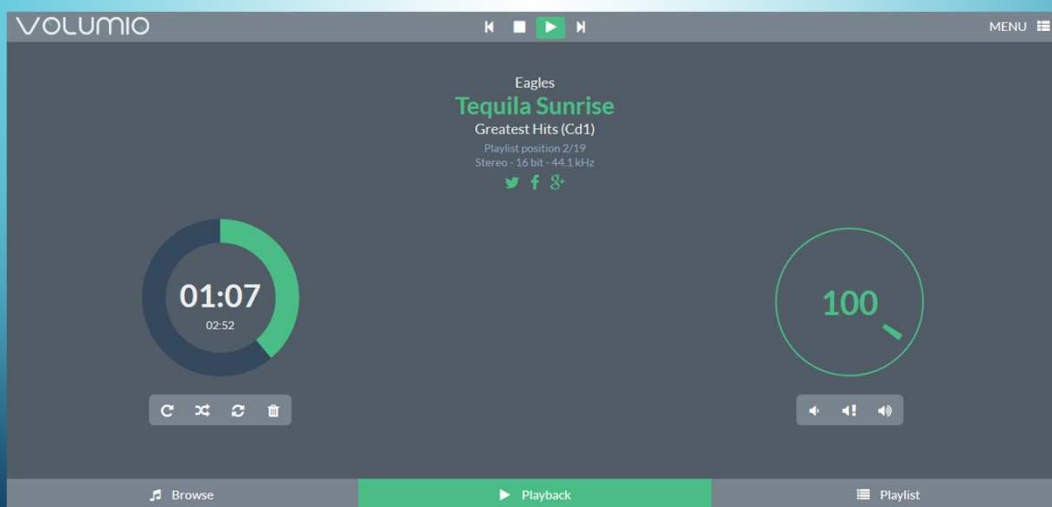 VOLUMIO
MENU
Eagles
Tequila Sunrise
Greatest Hits (Cd1)
Playlist position 2/19
Stereo - 16 bit - 44.1 kHz
01:07
02:52
100
Browse
Playback
Playlist